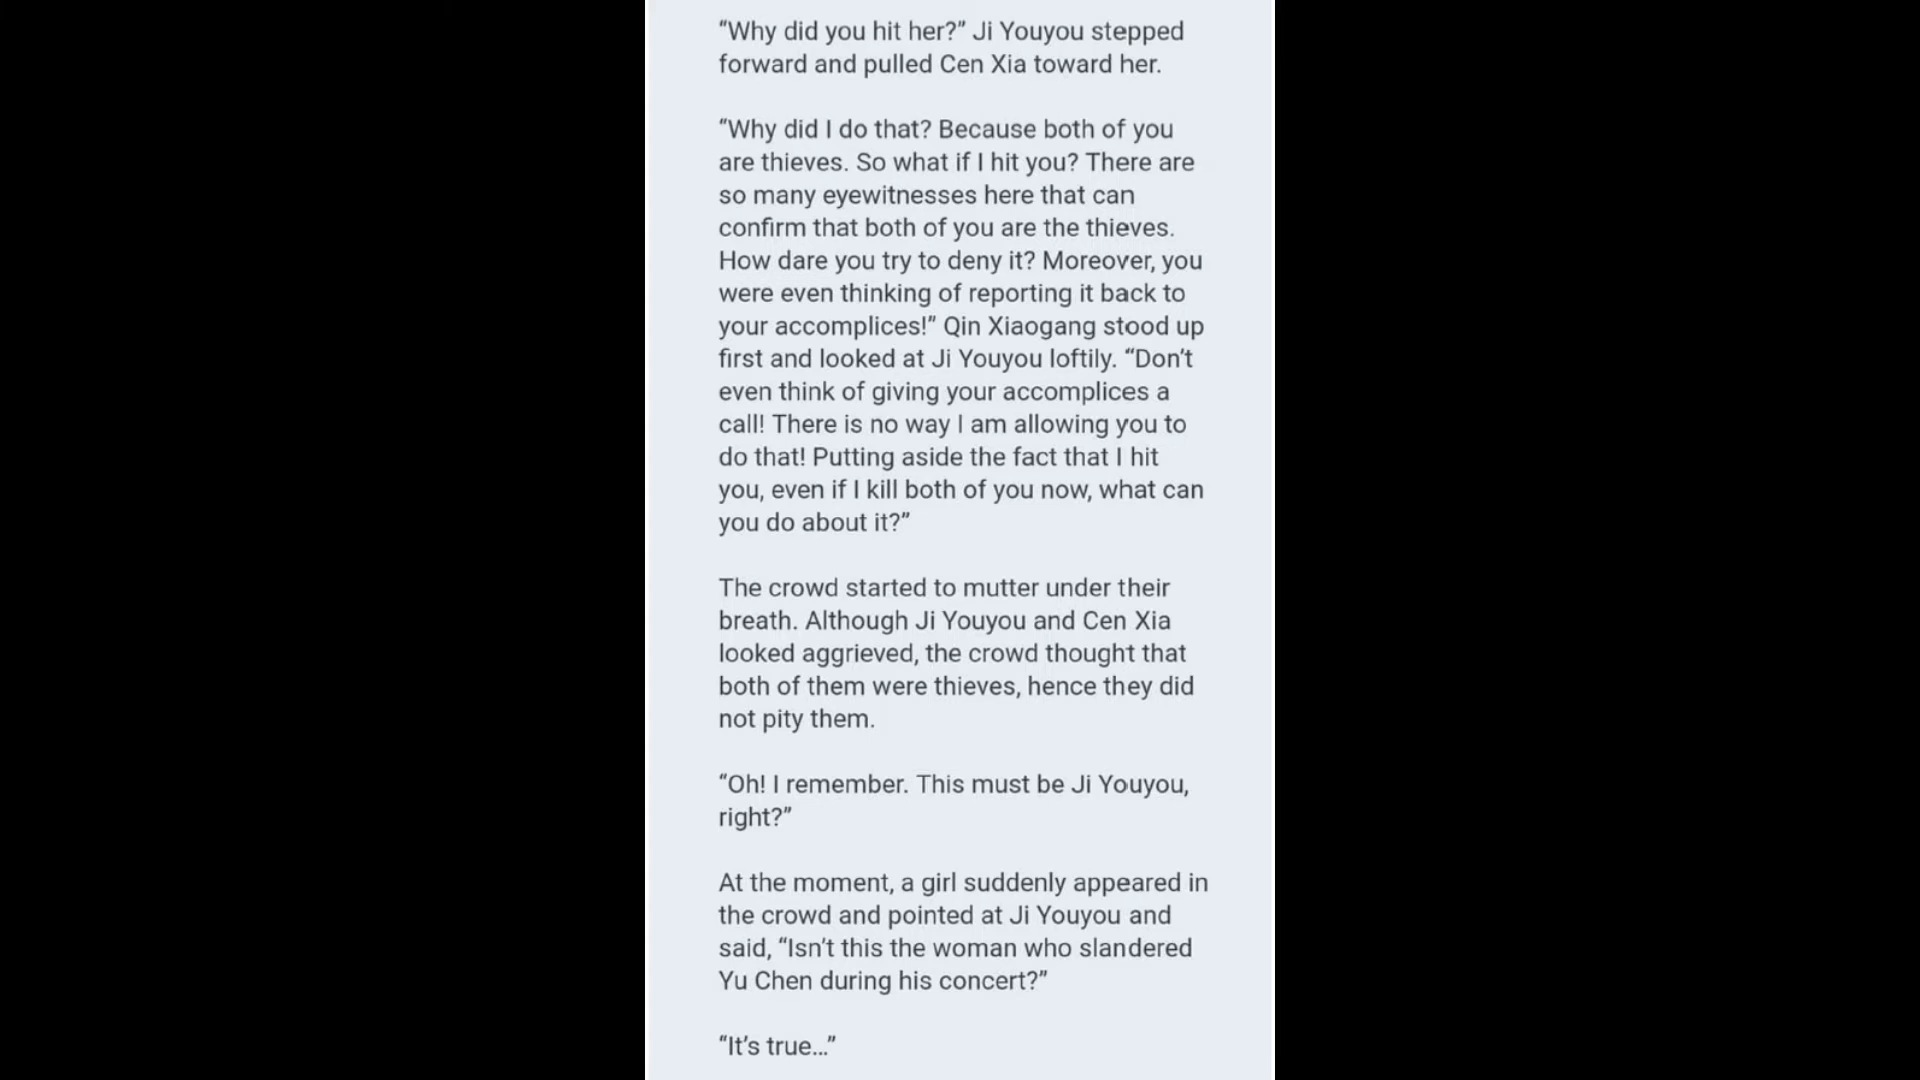 “Why did you hit her?” Ji Youyou stepped
forward and pulled Cen Xia toward her.
“Why did I do that? Because both of you
are thieves. So what if I hit you? There are
so many eyewitnesses here that can
confirm that both of you are the thieves.
How dare you try to deny it? Moreover, you
were even thinking of reporting it back to
your accomplices!” Qin Xiaogang stood up
first and looked at Ji Youyou loftily. “Don’t
even think of giving your accomplices a
call! There is no way I am allowing you to
do that! Putting aside the fact that I hit
you, even if I kill both of you now, what can
you do about it?”
The crowd started to mutter under their
breath. Although Ji Youyou and Cen Xia
looked aggrieved, the crowd thought that
both of them were thieves, hence they did
not pity them.
“Oh! I remember. This must be Ji Youyou,
right?”
At the moment, a girl suddenly appeared in
the crowd and pointed at Ji Youyou and
said, “Isn’t this the woman who slandered
Yu Chen during his concert?”
“It’s true…”